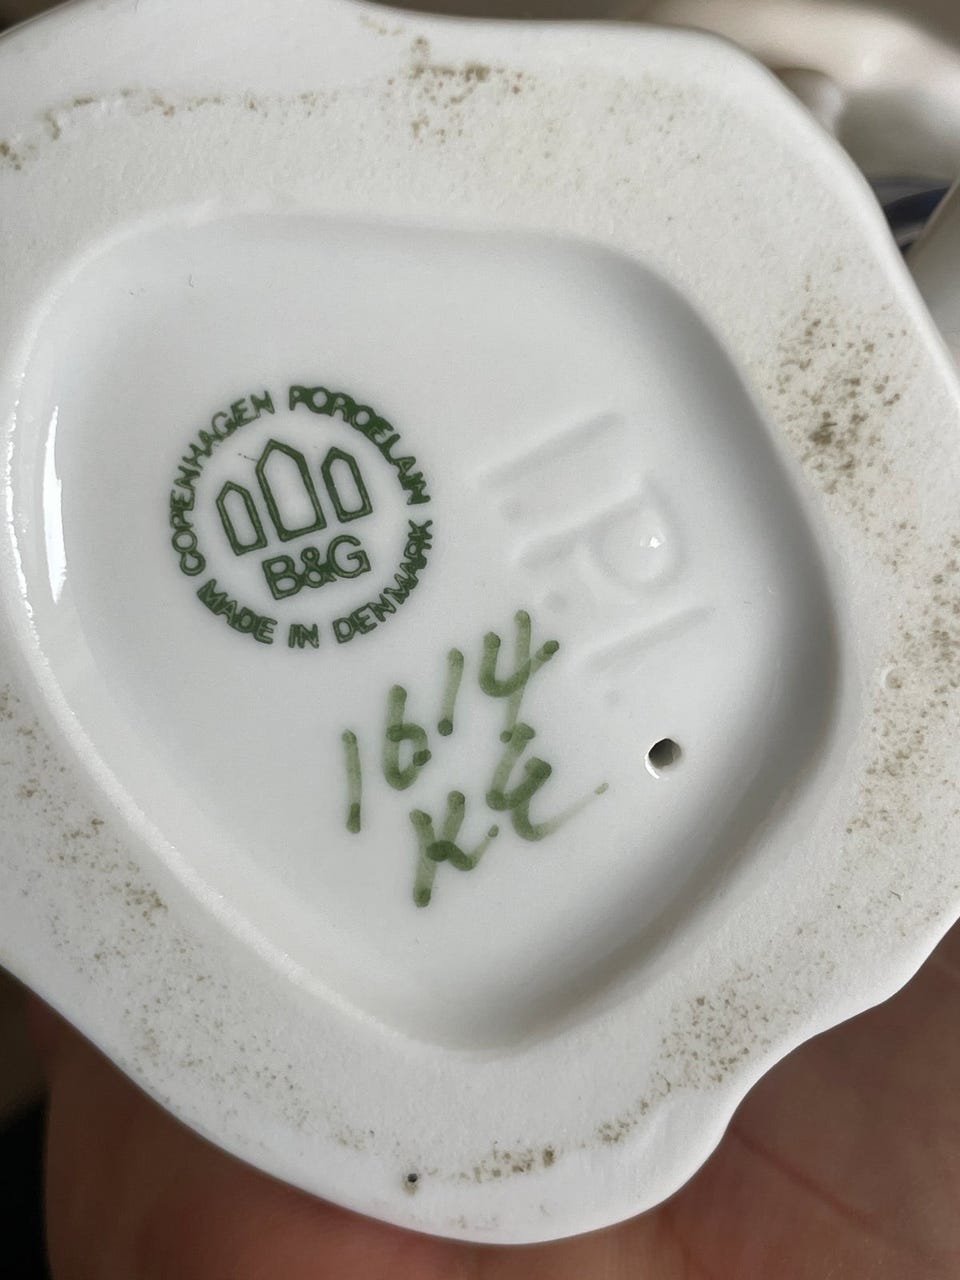 COPENHAGEN PORCELAIN
B&G
MADE IN DENMARK
I.P.I.
1614